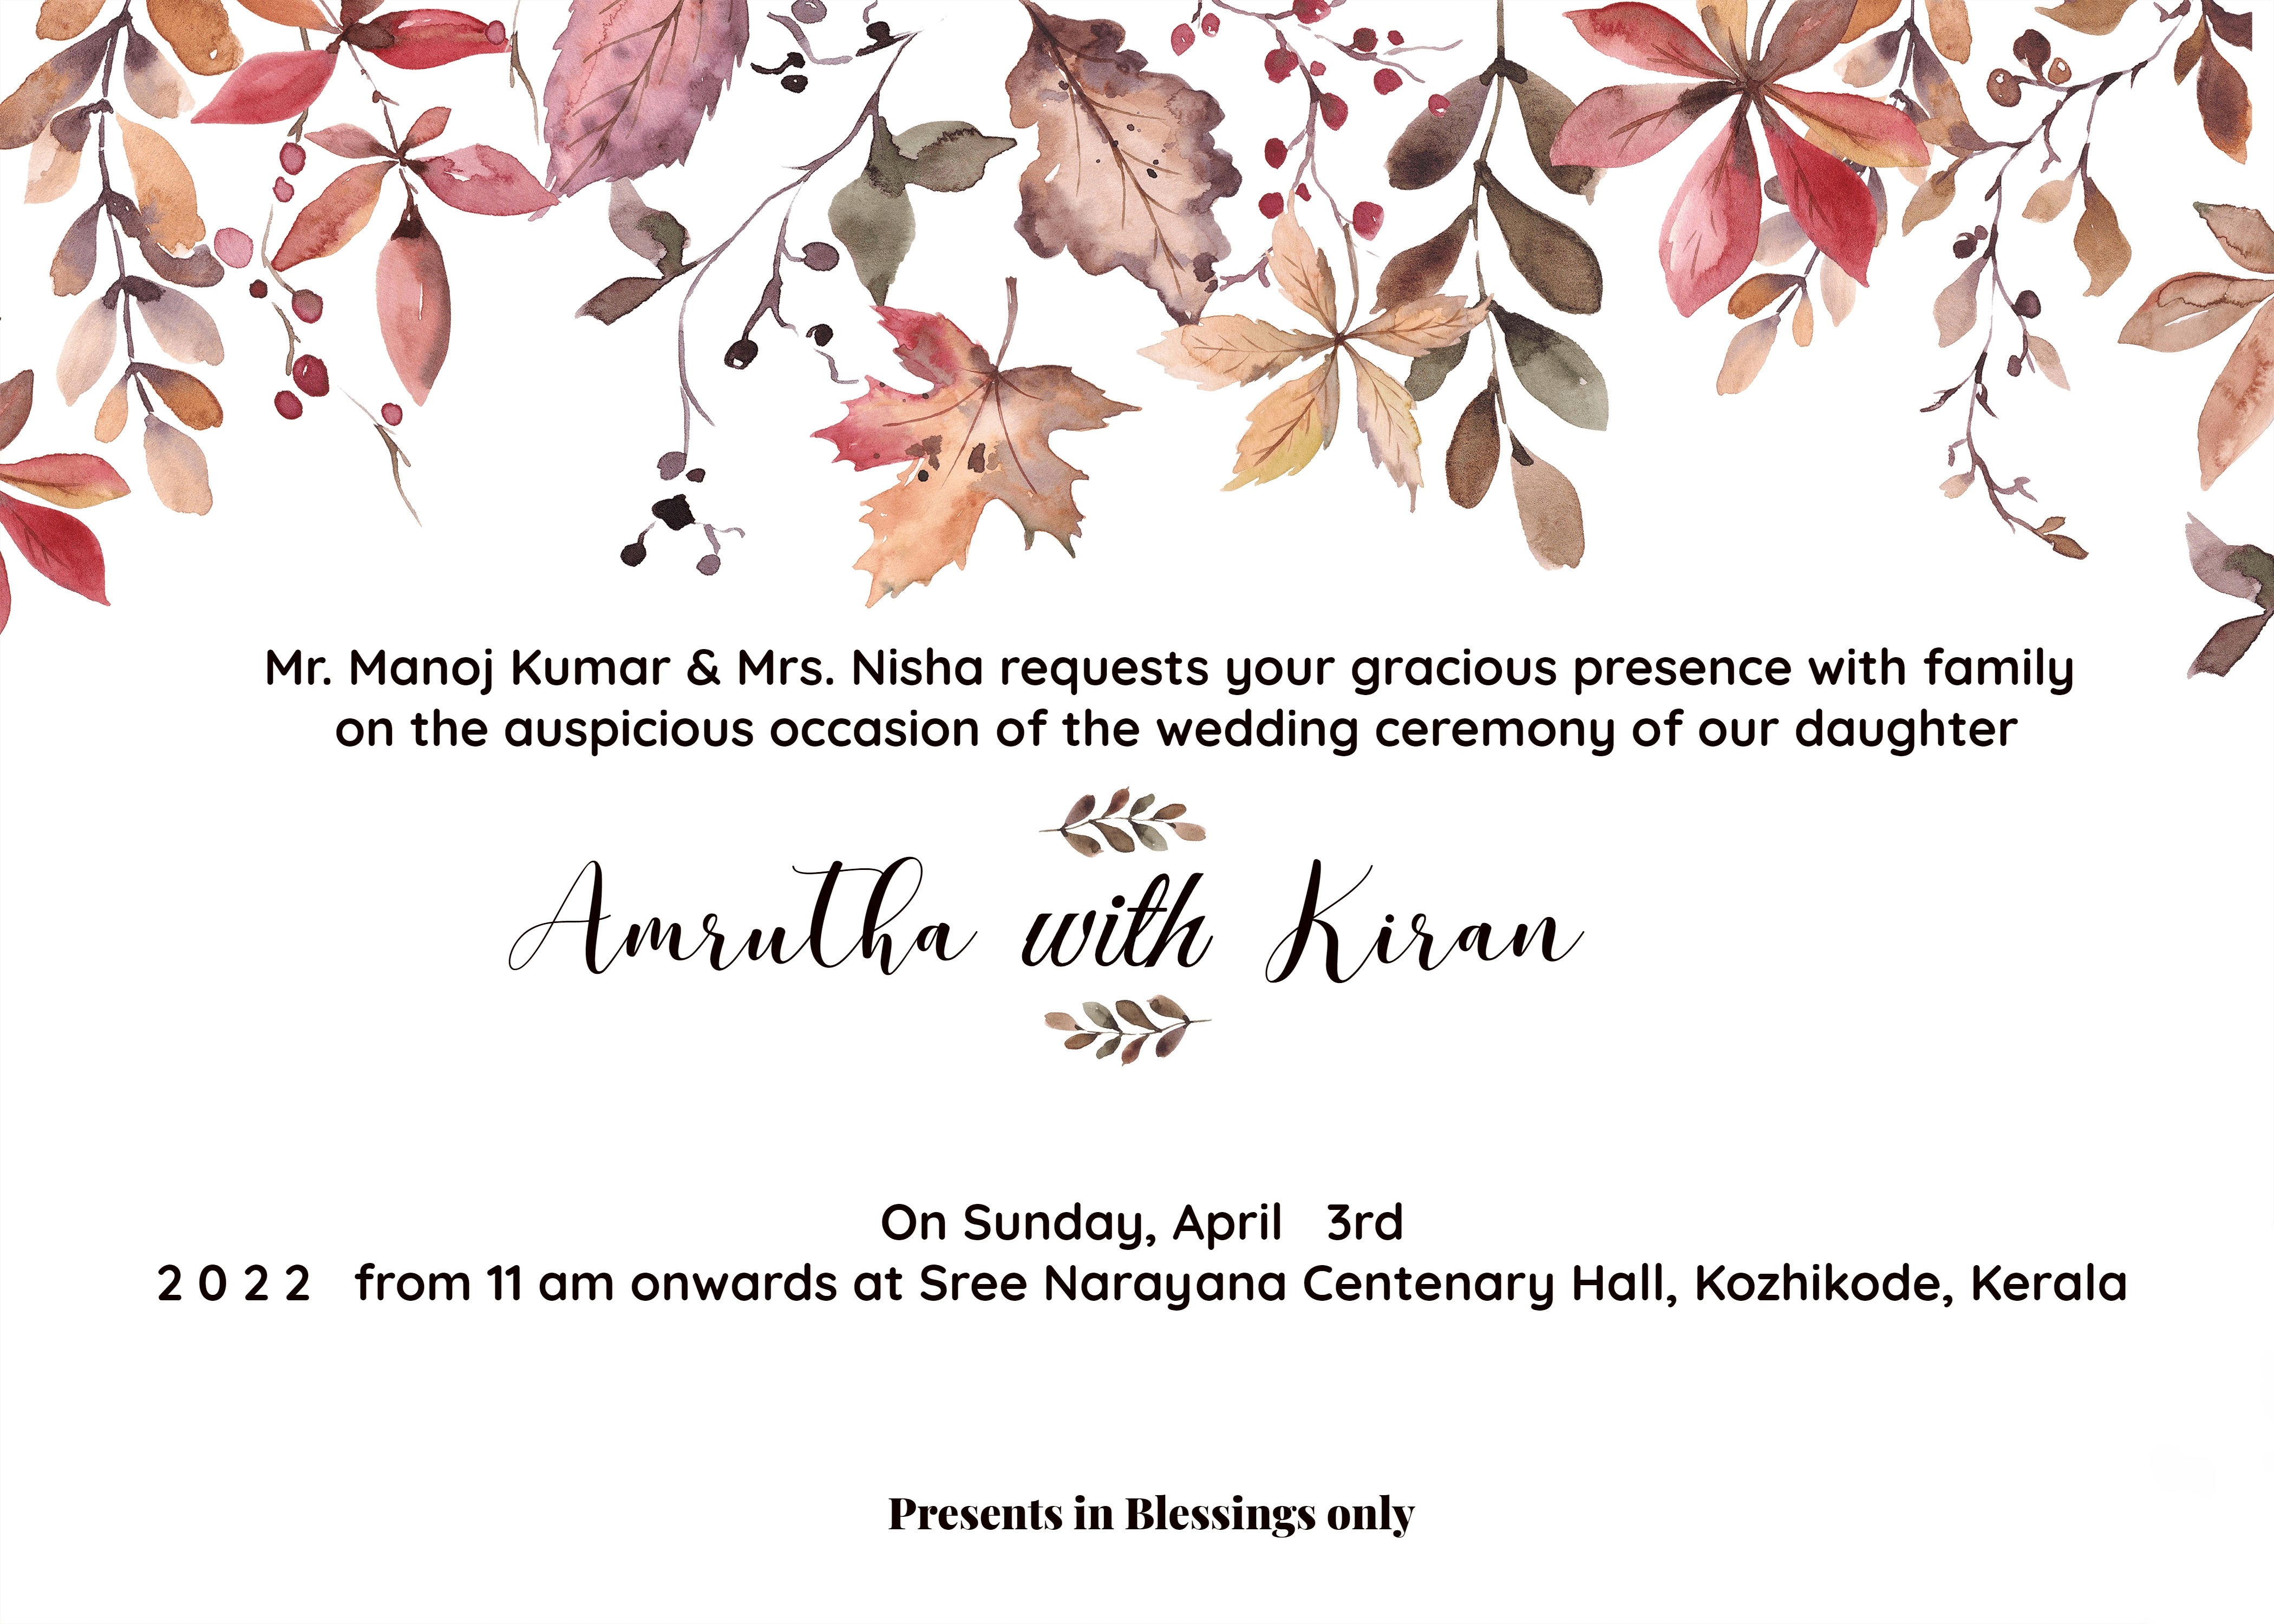 Mr. Manoj Kumar & Mrs. Nisha requests your gracious presence with family
on the auspicious occasion of the wedding ceremony of our daughter
Amrutha with Kiran
On Sunday, April 3rd
2 0 2 2 from 11 am onwards at Sree Narayana Centenary Hall, Kozhikode, Kerala
Presents in Blessings only